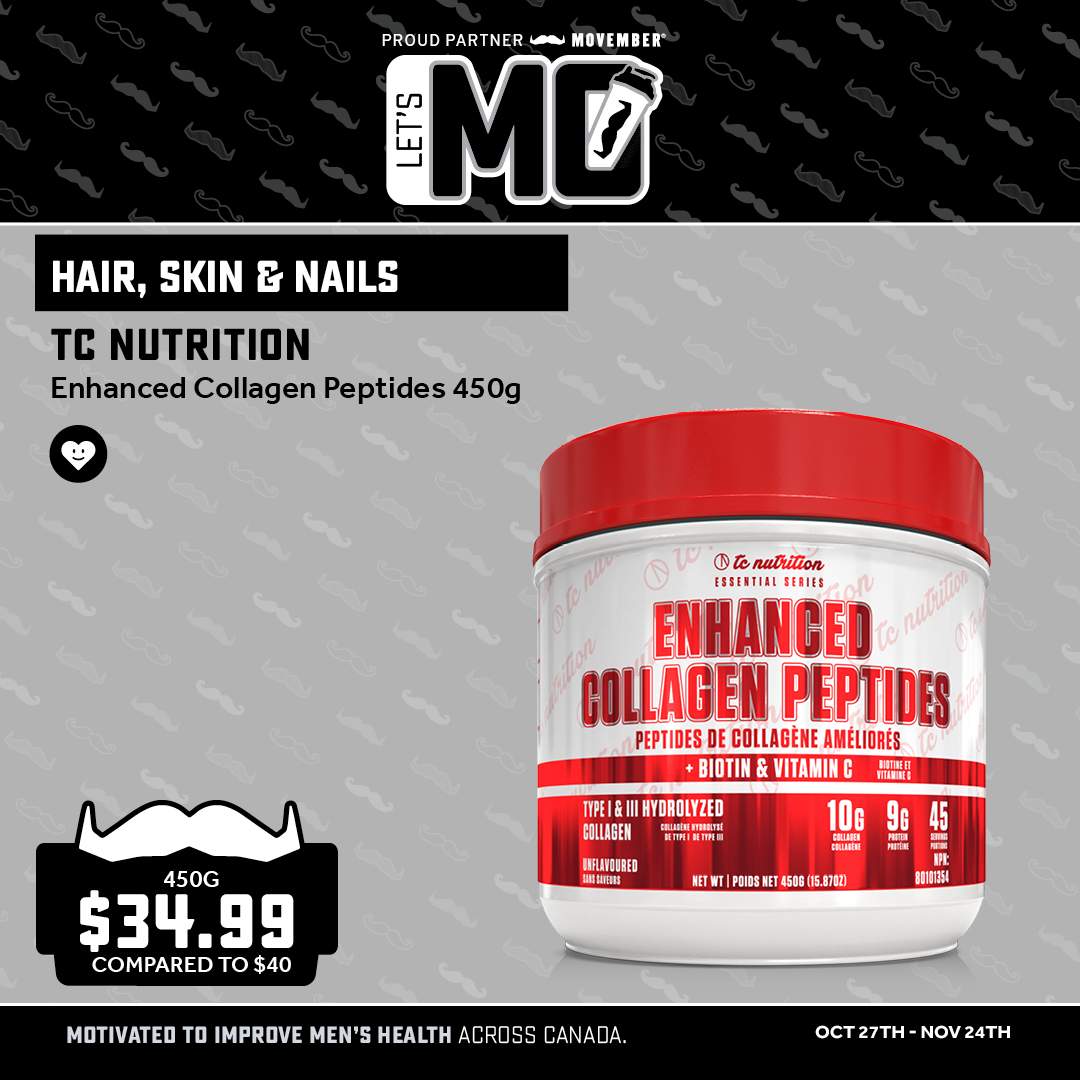 PROUD PARTNER MOVEMBER®
LET'S
MO
HAIR, SKIN & NAILS
TC NUTRITION
Enhanced Collagen Peptides 450g
tc nutrition
ESSENTIAL SERIES
ENHANCED
COLLAGEN PEPTIDES
PEPTIDES DE COLLAGÈNE AMÉLIORÉS
+ BIOTIN & VITAMIN C
BIOTINE ET
VITAMINE C
TYPE I & III HYDROLYZED
COLLAGEN
COLLAGÈNE HYDROLYSÉ
DE TYPE I DE TYPE III
10G
COLLAGEN
COLLAGÈNE
9G
PROTEIN
PROTÉINE
45
SERVINGS
PORTIONS
UNFLAVOURED
SANS SAVEURS
NET WT | POIDS NET 450G (15.87OZ)
NPN:
80101354
450G
$34.99
COMPARED TO $40
MOTIVATED TO IMPROVE MEN'S HEALTH ACROSS CANADA.
OCT 27TH - NOV 24TH